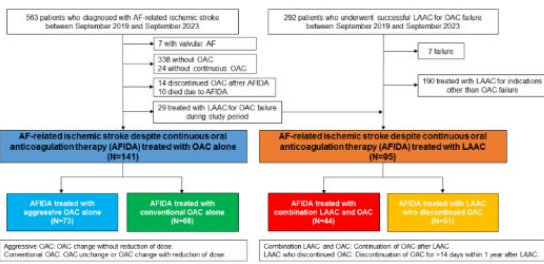 563 patients who diagnosed with AF-related ischemic stroke
between September 2019 and September 2023
292 patients who underwent successful LAAC for OAC failure
between September 2019 and September 2023
7 with valvular AF
338 without OAC
24 without continuous OAC
14 discontinued OAC after AFIDA
10 died due to AFIDA
29 treated with LAAC for OAC failure
during study period
7 failure
190 treated with LAAC for indications
other than OAC failure
AF-related ischemic stroke despite continuous oral
anticoagulation therapy (AFIDA) treated with OAC alone
(N=141)
AF-related ischemic stroke despite continuous oral
anticoagulation therapy (AFIDA) treated with LAAC
(N=95)
AFIDA treated with
aggressive OAC alone
(N=73)
AFIDA treated with
conventional OAC alone
(N=68)
AFIDA treated with
combination LAAC and OAC
(N=44)
AFIDA treated with LAAC
who discontinued OAC
(N=51)
Aggressive OAC: OAC change without reduction of dose.
Conventional OAC: OAC unchange or OAC change with reduction of dose.
Combination LAAC and OAC: Continuation of OAC after LAAC.
LAAC who discontinued OAC: Discontinuation of OAC for >14 days within 1 year after LAAC.